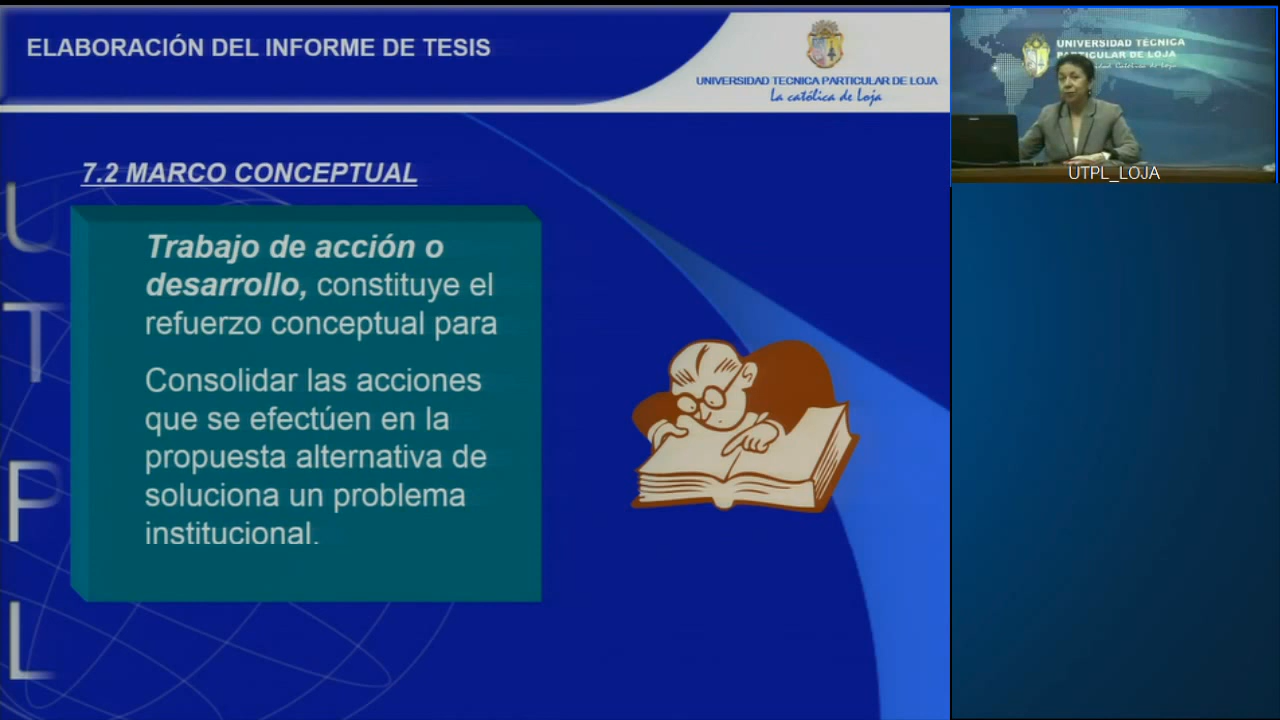 ELABORACIÓN DEL INFORME DE TESIS
UNIVERSIDAD TECNICA PARTICULAR DE LOJA
La católica de Loja
7.2 MARCO CONCEPTUAL
Trabajo de acción o
desarrollo, constituye el
refuerzo conceptual para
Consolidar las acciones
que se efectúen en la
propuesta alternativa de
soluciona un problema
institucional.
U
T
P
L
UNIVERSIDAD TÉCNICA
PARTICULAR DE LOJA
UTPL_LOJA